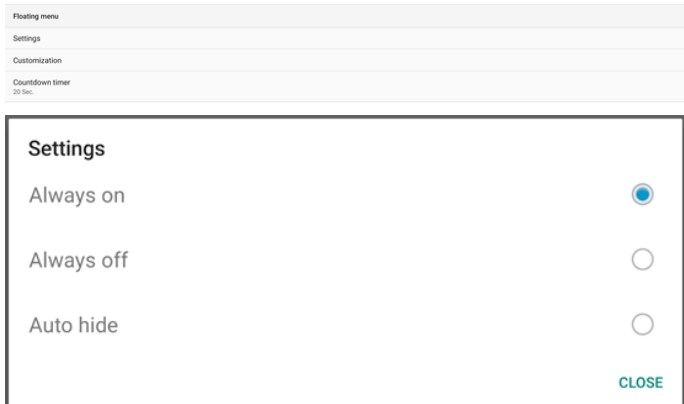 Floating menu
Settings
Customization
Countdown timer
20 Sec.
Settings
Always on
Always off
Auto hide
CLOSE